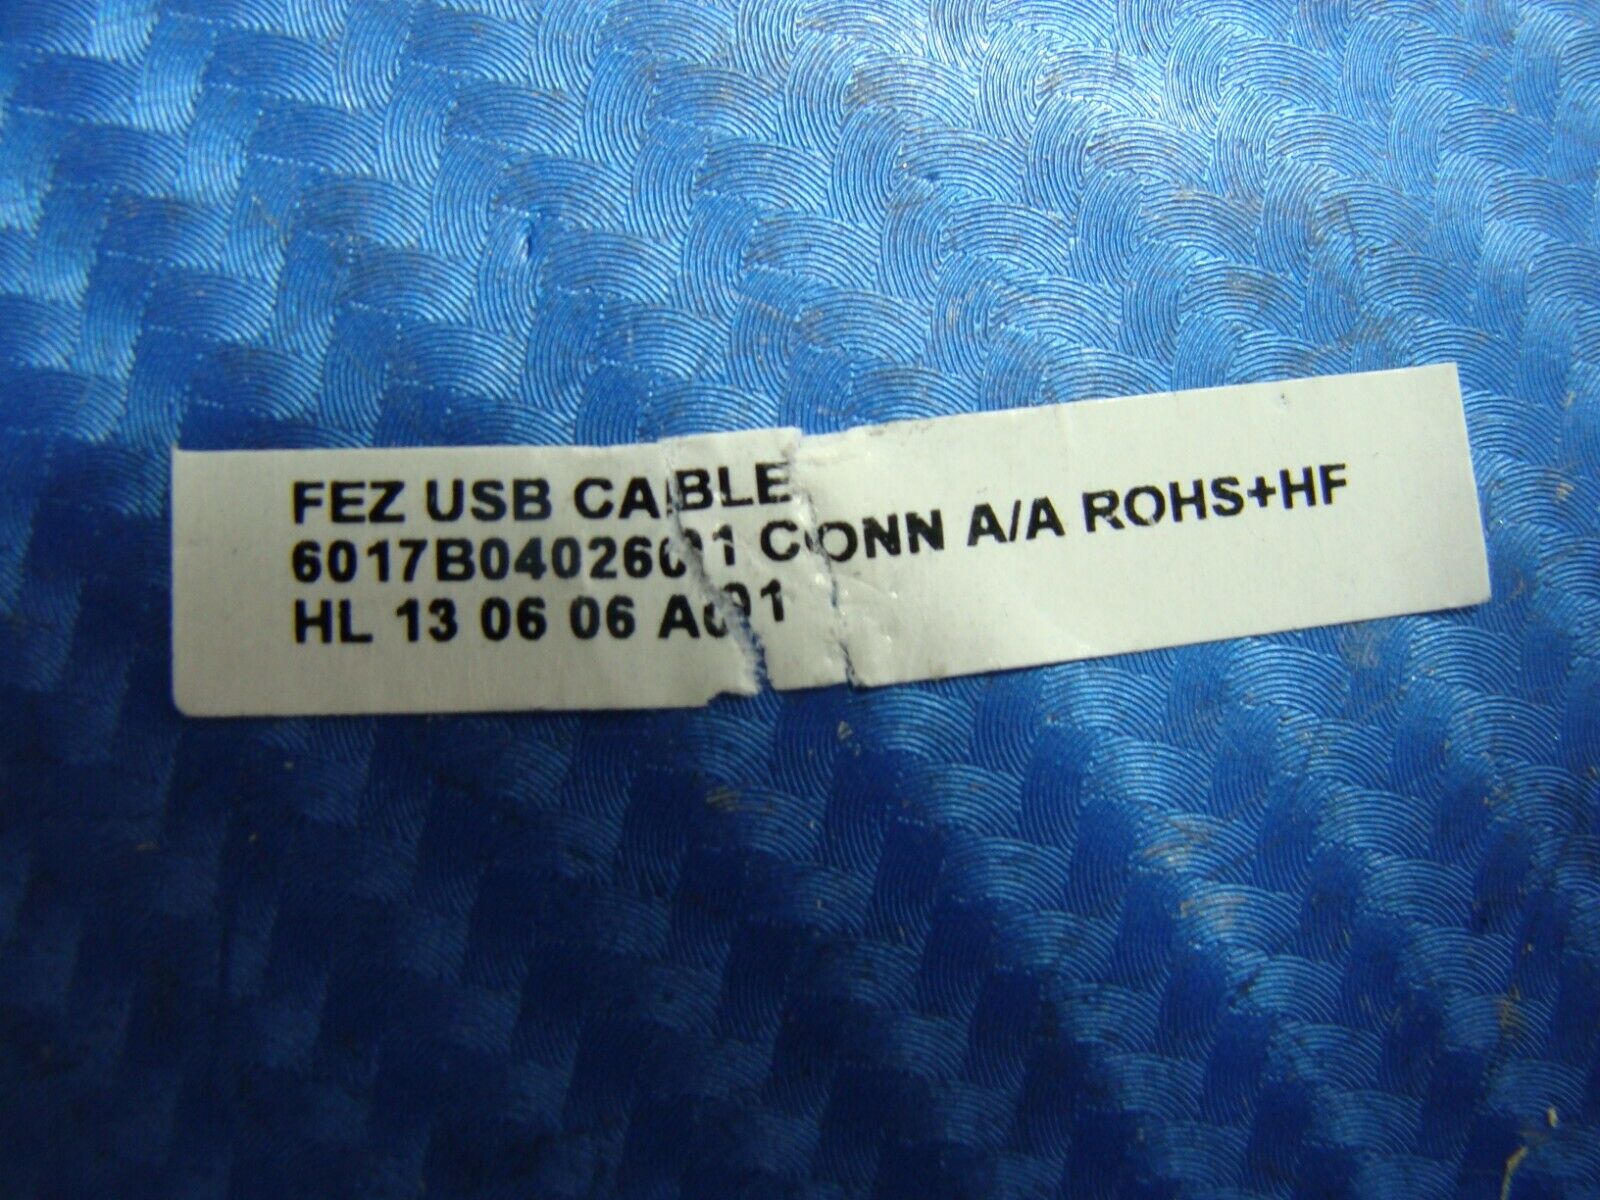 FEZ USB CABLE
6017B0402601 CONN A/A ROHS+HF
HL 13 06 06 A01